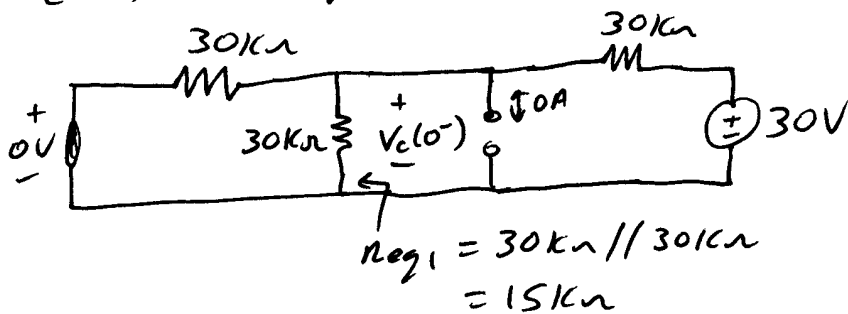 30KΩ
30KΩ
+
0V
-
30KΩ
+
Vc(0-)
-
↓0A
+
-
30V
Req1 = 30KΩ // 30KΩ
= 15KΩ